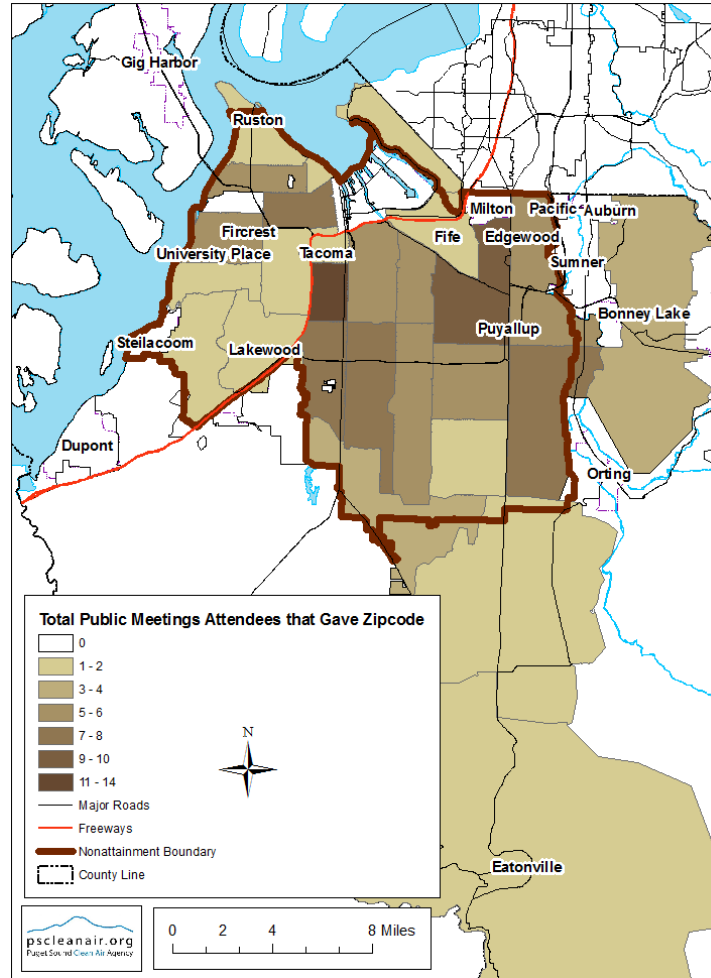 Gig Harbor
Ruston
Milton
Pacific
Auburn
Fircrest
Fife
Edgewood
University Place
Tacoma
Sumner
Bonney Lake
Puyallup
Steilacoom
Lakewood
Dupont
Orting
Total Public Meetings Attendees that Gave Zipcode
0
1 - 2
3 - 4
5 - 6
7 - 8
9 - 10
11 - 14
Major Roads
Freeways
Nonattainment Boundary
County Line
N
Eatonville
pscleanair.org
Puget Sound Clean Air Agency
0 2 4 8 Miles